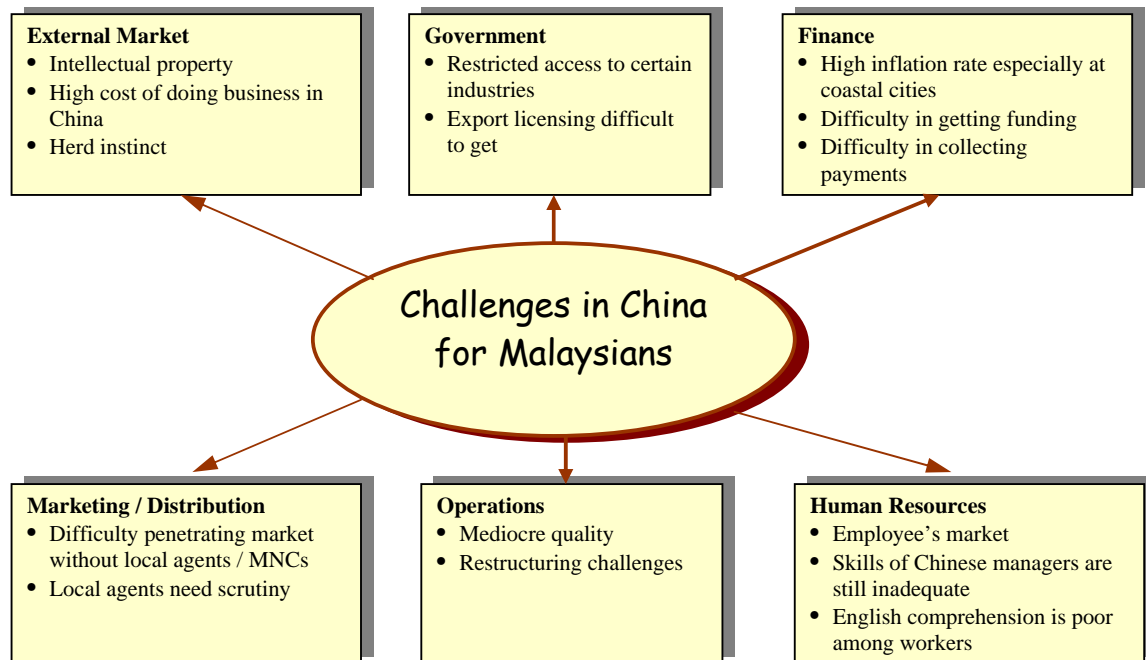 External Market
• Intellectual property
• High cost of doing business in
China
• Herd instinct
Government
• Restricted access to certain
industries
• Export licensing difficult
to get
Finance
• High inflation rate especially at
coastal cities
• Difficulty in getting funding
• Difficulty in collecting
payments
Challenges in China
for Malaysians
Marketing / Distribution
• Difficulty penetrating market
without local agents / MNCs
• Local agents need scrutiny
Operations
• Mediocre quality
• Restructuring challenges
Human Resources
• Employee’s market
• Skills of Chinese managers are
still inadequate
• English comprehension is poor
among workers